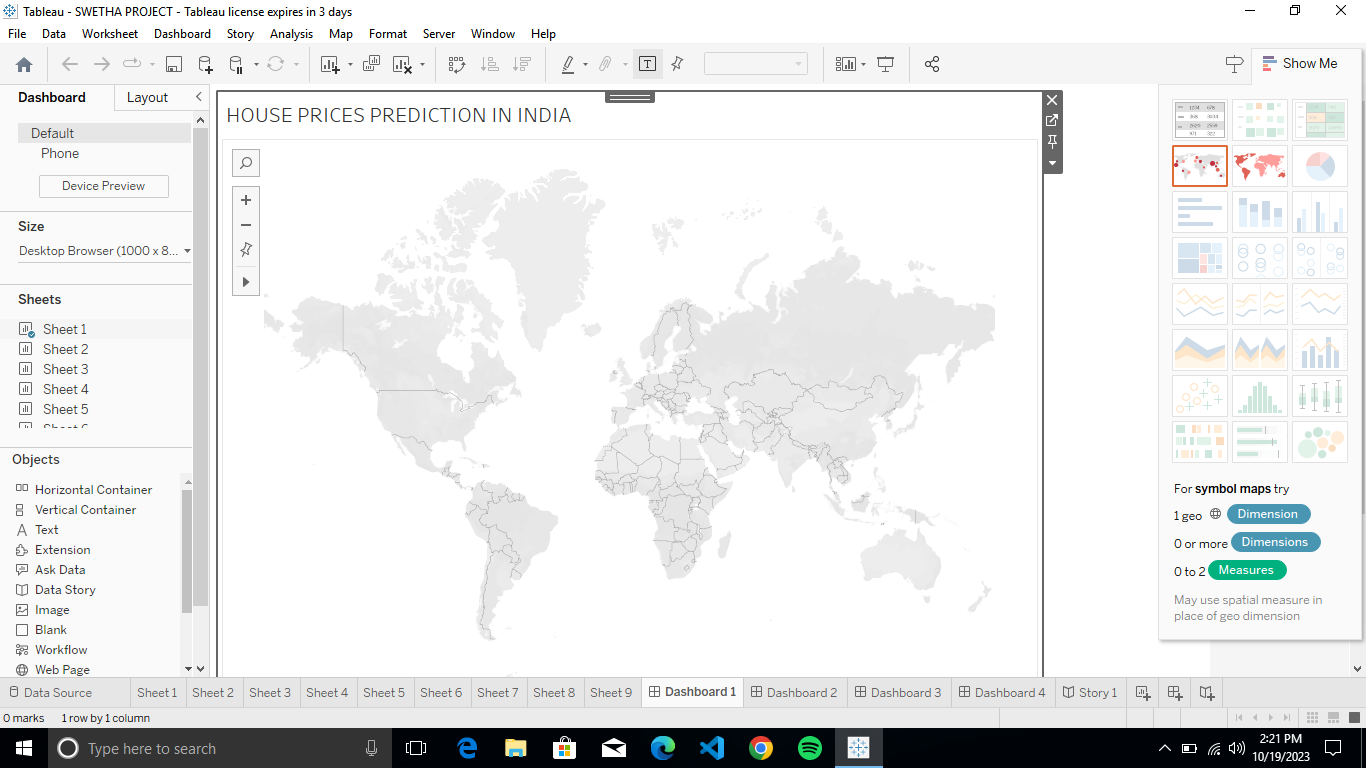 Tableau - SWETHA PROJECT - Tableau license expires in 3 days
File Data Worksheet Dashboard Story Analysis Map Format Server Window Help
Show Me
Dashboard Layout
Default
Phone
Device Preview
Size
Desktop Browser (1000 x 8...
Sheets
Sheet 1
Sheet 2
Sheet 3
Sheet 4
Sheet 5
Objects
Horizontal Container
Vertical Container
Text
Extension
Ask Data
Data Story
Image
Blank
Workflow
Web Page
HOUSE PRICES PREDICTION IN INDIA
For symbol maps try
1 geo Dimension
0 or more Dimensions
0 to 2 Measures
May use spatial measure in
place of geo dimension
Data Source Sheet 1 Sheet 2 Sheet 3 Sheet 4 Sheet 5 Sheet 6 Sheet 7 Sheet 8 Sheet 9 Dashboard 1 Dashboard 2 Dashboard 3 Dashboard 4 Story 1
0 marks 1 row by 1 column
Type here to search
2:21 PM
10/19/2023